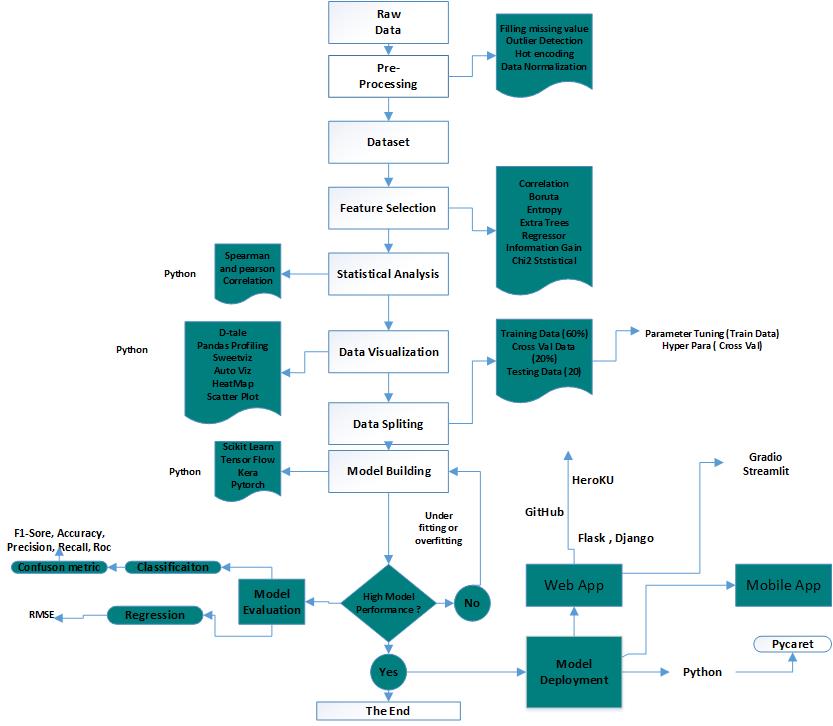 Raw
Data
Pre-
Processing
Filling missing value
Outlier Detection
Hot encoding
Data Normalization
Dataset
Feature Selection
Correlation
Boruta
Entropy
Extra Trees
Regressor
Information Gain
Chi2 Ststistical
Python
Spearman
and pearson
Correlation
Statistical Analysis
Python
D-tale
Pandas Profiling
Sweetviz
Auto Viz
HeatMap
Scatter Plot
Data Visualization
Training Data (60%)
Cross Val Data
(20%)
Testing Data (20)
Parameter Tuning (Train Data)
Hyper Para ( Cross Val)
Data Spliting
Python
Scikit Learn
Tensor Flow
Kera
Pytorch
Model Building
Under
fitting or
overfitting
HeroKU
GitHub
Flask , Django
Gradio
Streamlit
F1-Sore, Accuracy,
Precision, Recall, Roc
Confuson metric
Classificaiton
RMSE
Regression
Model
Evaluation
High Model
Performance ?
No
Web App
Mobile App
Yes
Model
Deployment
Python
Pycaret
The End